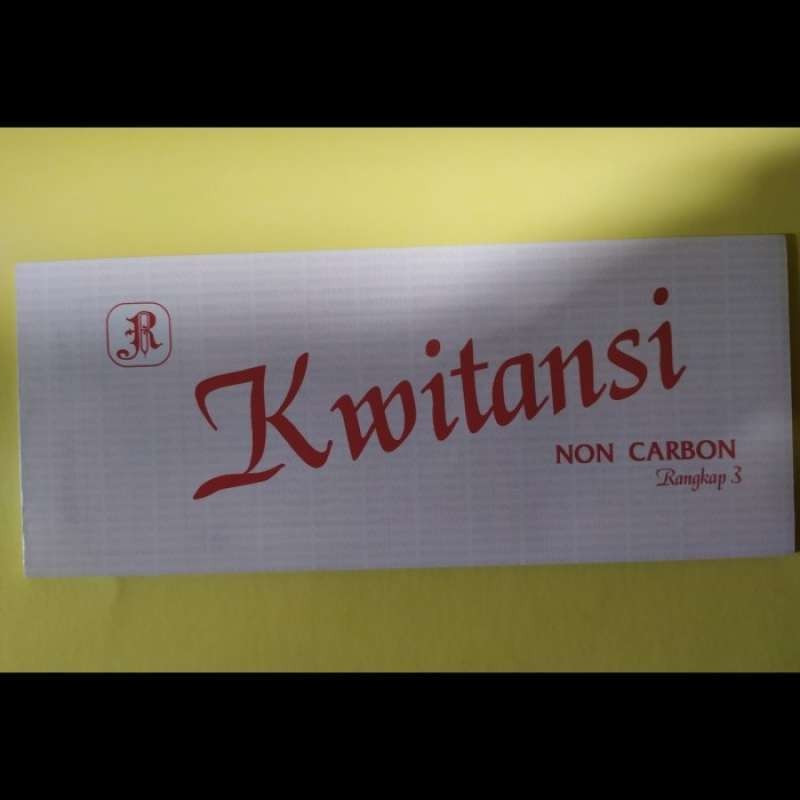 R
Kwitansi
NON CARBON
Rangkap 3